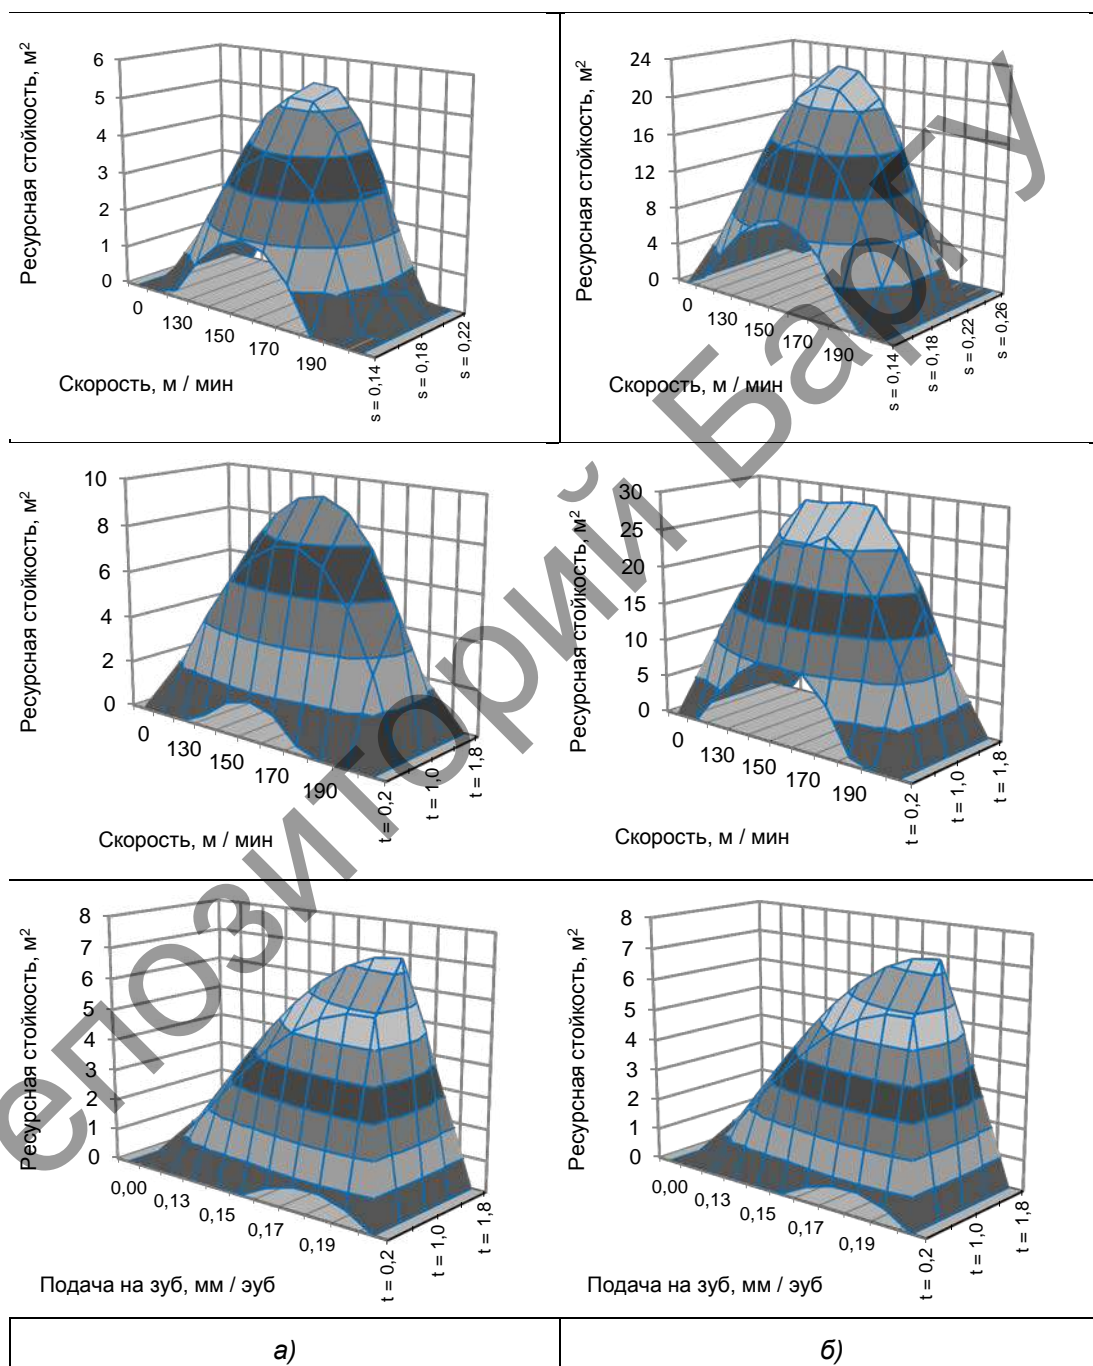 Ресурсная стойкость, м²
6
5
4
3
2
1
0
0
130
150
170
190
s = 0,14
s = 0,18
s = 0,22
Скорость, м / мин
Ресурсная стойкость, м²
24
20
16
12
8
4
0
0
130
150
170
190
s = 0,14
s = 0,18
s = 0,22
s = 0,26
Скорость, м / мин
Ресурсная стойкость, м²
10
8
6
4
2
0
0
130
150
170
190
t = 0,2
t = 1,0
t = 1,8
Скорость, м / мин
Ресурсная стойкость, м²
30
25
20
15
10
5
0
0
130
150
170
190
t = 0,2
t = 1,0
t = 1,8
Скорость, м / мин
Ресурсная стойкость, м²
8
7
6
5
4
3
2
1
0
0,00
0,13
0,15
0,17
0,19
t = 0,2
t = 1,0
t = 1,8
Подача на зуб, мм / эуб
Ресурсная стойкость, м²
8
7
6
5
4
3
2
1
0
0,00
0,13
0,15
0,17
0,19
t = 0,2
t = 1,0
t = 1,8
Подача на зуб, мм / зуб
а)
б)
епозиторий БарГУ